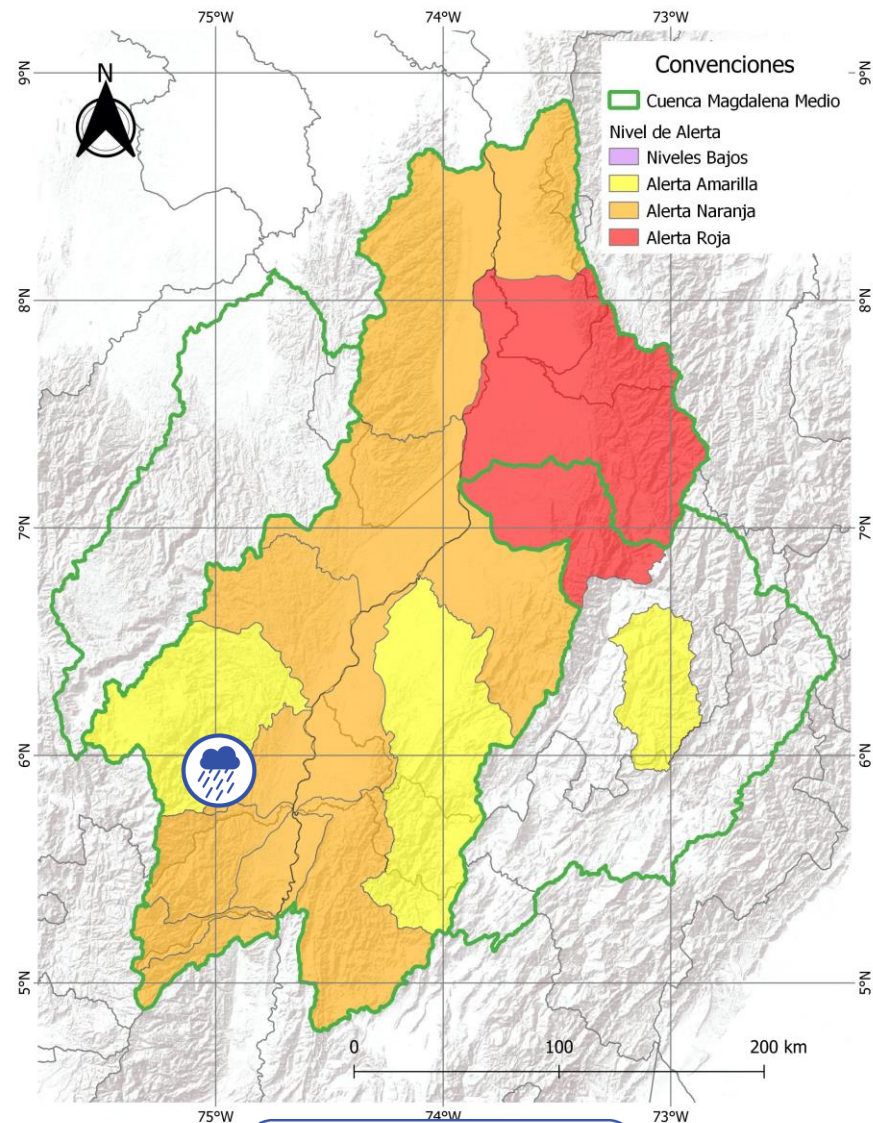 75°W
74°W
73°W
9°N
9°N
N
Convenciones
Cuenca Magdalena Medio
Nivel de Alerta
Niveles Bajos
Alerta Amarilla
Alerta Naranja
Alerta Roja
8°N
8°N
7°N
7°N
6°N
6°N
5°N
5°N
0 100 200 km
75°W
74°W
73°W